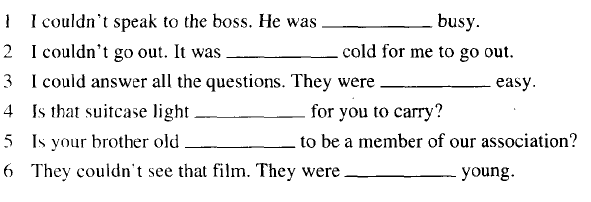 1 I couldn't speak to the boss. He was __________ busy.
2 I couldn't go out. It was __________ cold for me to go out.
3 I could answer all the questions. They were __________ easy.
4 Is that suitcase light __________ for you to carry?
5 Is your brother old __________ to be a member of our association?
6 They couldn't see that film. They were __________ young.